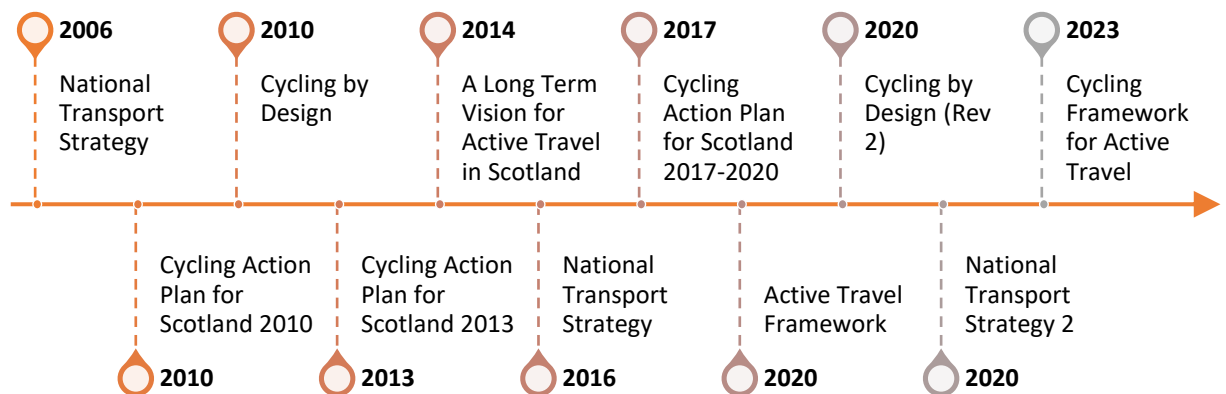 2006
National
Transport
Strategy
2010
Cycling by
Design
2014
A Long Term
Vision for
Active Travel
in Scotland
2017
Cycling
Action Plan
for Scotland
2017-2020
2020
Cycling by
Design (Rev
2)
2023
Cycling
Framework
for Active
Travel
Cycling Action
Plan for
Scotland 2010
2010
Cycling Action
Plan for
Scotland 2013
2013
National
Transport
Strategy
2016
Active Travel
Framework
2020
National
Transport
Strategy 2
2020